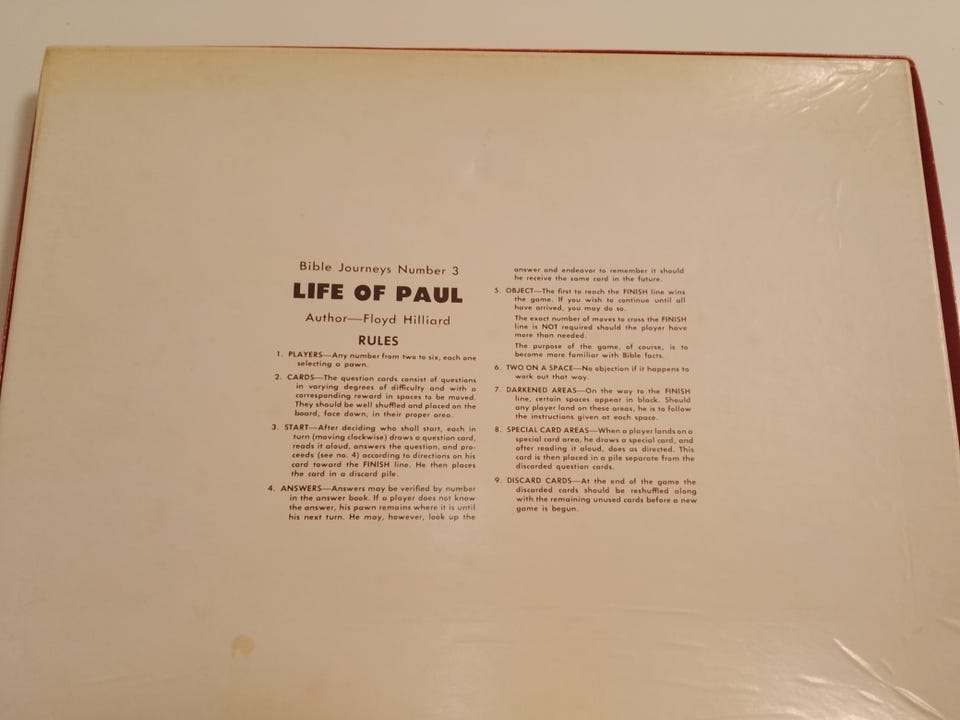 Bible Journeys Number 3
LIFE OF PAUL
Author—Floyd Hilliard
RULES
1. PLAYERS—Any number from two to six, each one
selecting a pawn.
2. CARDS—The question cards consist of questions
in varying degrees of difficulty and with a
corresponding reward in spaces to be moved.
They should be well shuffled and placed on the
board, face down, in their proper area.
3. START—After deciding who shall start, each in
turn (moving clockwise) draws a question card,
reads it aloud, answers the question, and pro-
ceeds (see no. 4) according to directions on his
card toward the FINISH line. He then places
the card in a discard pile.
4. ANSWERS—Answers may be verified by number
in the answer book. If a player does not know
the answer, his pawn remains where it is until
his next turn. He may, however, look up the
answer and endeavor to remember it should
he receive the same card in the future.
5. OBJECT—The first to reach the FINISH line wins
the game. If you wish to continue until all
have arrived, you may do so.
The exact number of moves to cross the FINISH
line is NOT required should the player have
more than needed.
The purpose of the game, of course, is to
become more familiar with Bible facts.
6. TWO ON A SPACE—No objection if it happens to
work out that way.
7. DARKENED AREAS—On the way to the FINISH
line, certain spaces appear in black. Should
any player land on these areas, he is to follow
the instructions given at each space.
8. SPECIAL CARD AREAS—When a player lands on a
special card area, he draws a special card, and
after reading it aloud, does as directed. This
card is then placed in a pile separate from the
discarded question cards.
9. DISCARD CARDS—At the end of the game the
discarded cards should be reshuffled along
with the remaining unused cards before a new
game is begun.